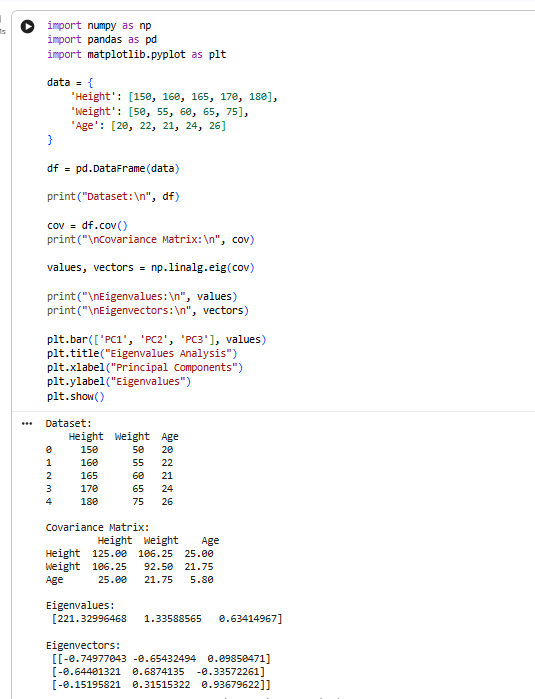 import numpy as np
import pandas as pd
import matplotlib.pyplot as plt

data = {
    'Height': [150, 160, 165, 170, 180],
    'Weight': [50, 55, 60, 65, 75],
    'Age': [20, 22, 21, 24, 26]
}

df = pd.DataFrame(data)

print("Dataset:\n", df)

cov = df.cov()
print("\nCovariance Matrix:\n", cov)

values, vectors = np.linalg.eig(cov)

print("\nEigenvalues:\n", values)
print("\nEigenvectors:\n", vectors)

plt.bar(['PC1', 'PC2', 'PC3'], values)
plt.title("Eigenvalues Analysis")
plt.xlabel("Principal Components")
plt.ylabel("Eigenvalues")
plt.show()

Dataset:
    Height  Weight  Age
0     150      50   20
1     160      55   22
2     165      60   21
3     170      65   24
4     180      75   26

Covariance Matrix:
         Height  Weight    Age
Height  125.00  106.25  25.00
Weight  106.25   92.50  21.75
Age      25.00   21.75   5.80

Eigenvalues:
 [221.32996468   1.33588565   0.63414967]

Eigenvectors:
 [[-0.74977043 -0.65432494  0.09850471]
 [-0.64401321  0.6874135  -0.33572261]
 [-0.15195821  0.31515322  0.93679622]]